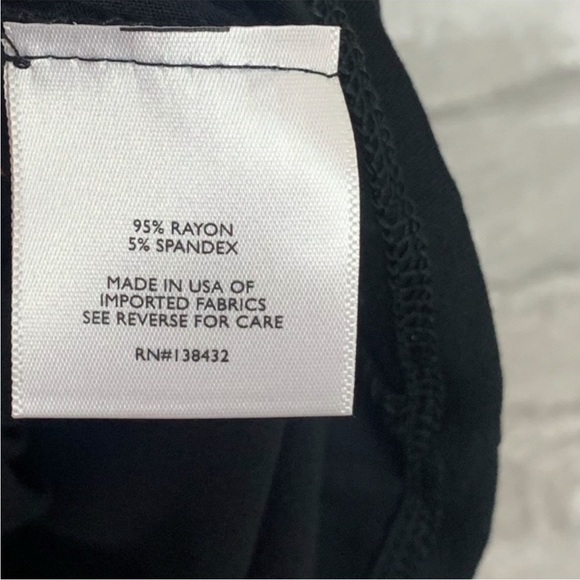 95% RAYON
5% SPANDEX
MADE IN USA OF
IMPORTED FABRICS
SEE REVERSE FOR CARE
RN#138432